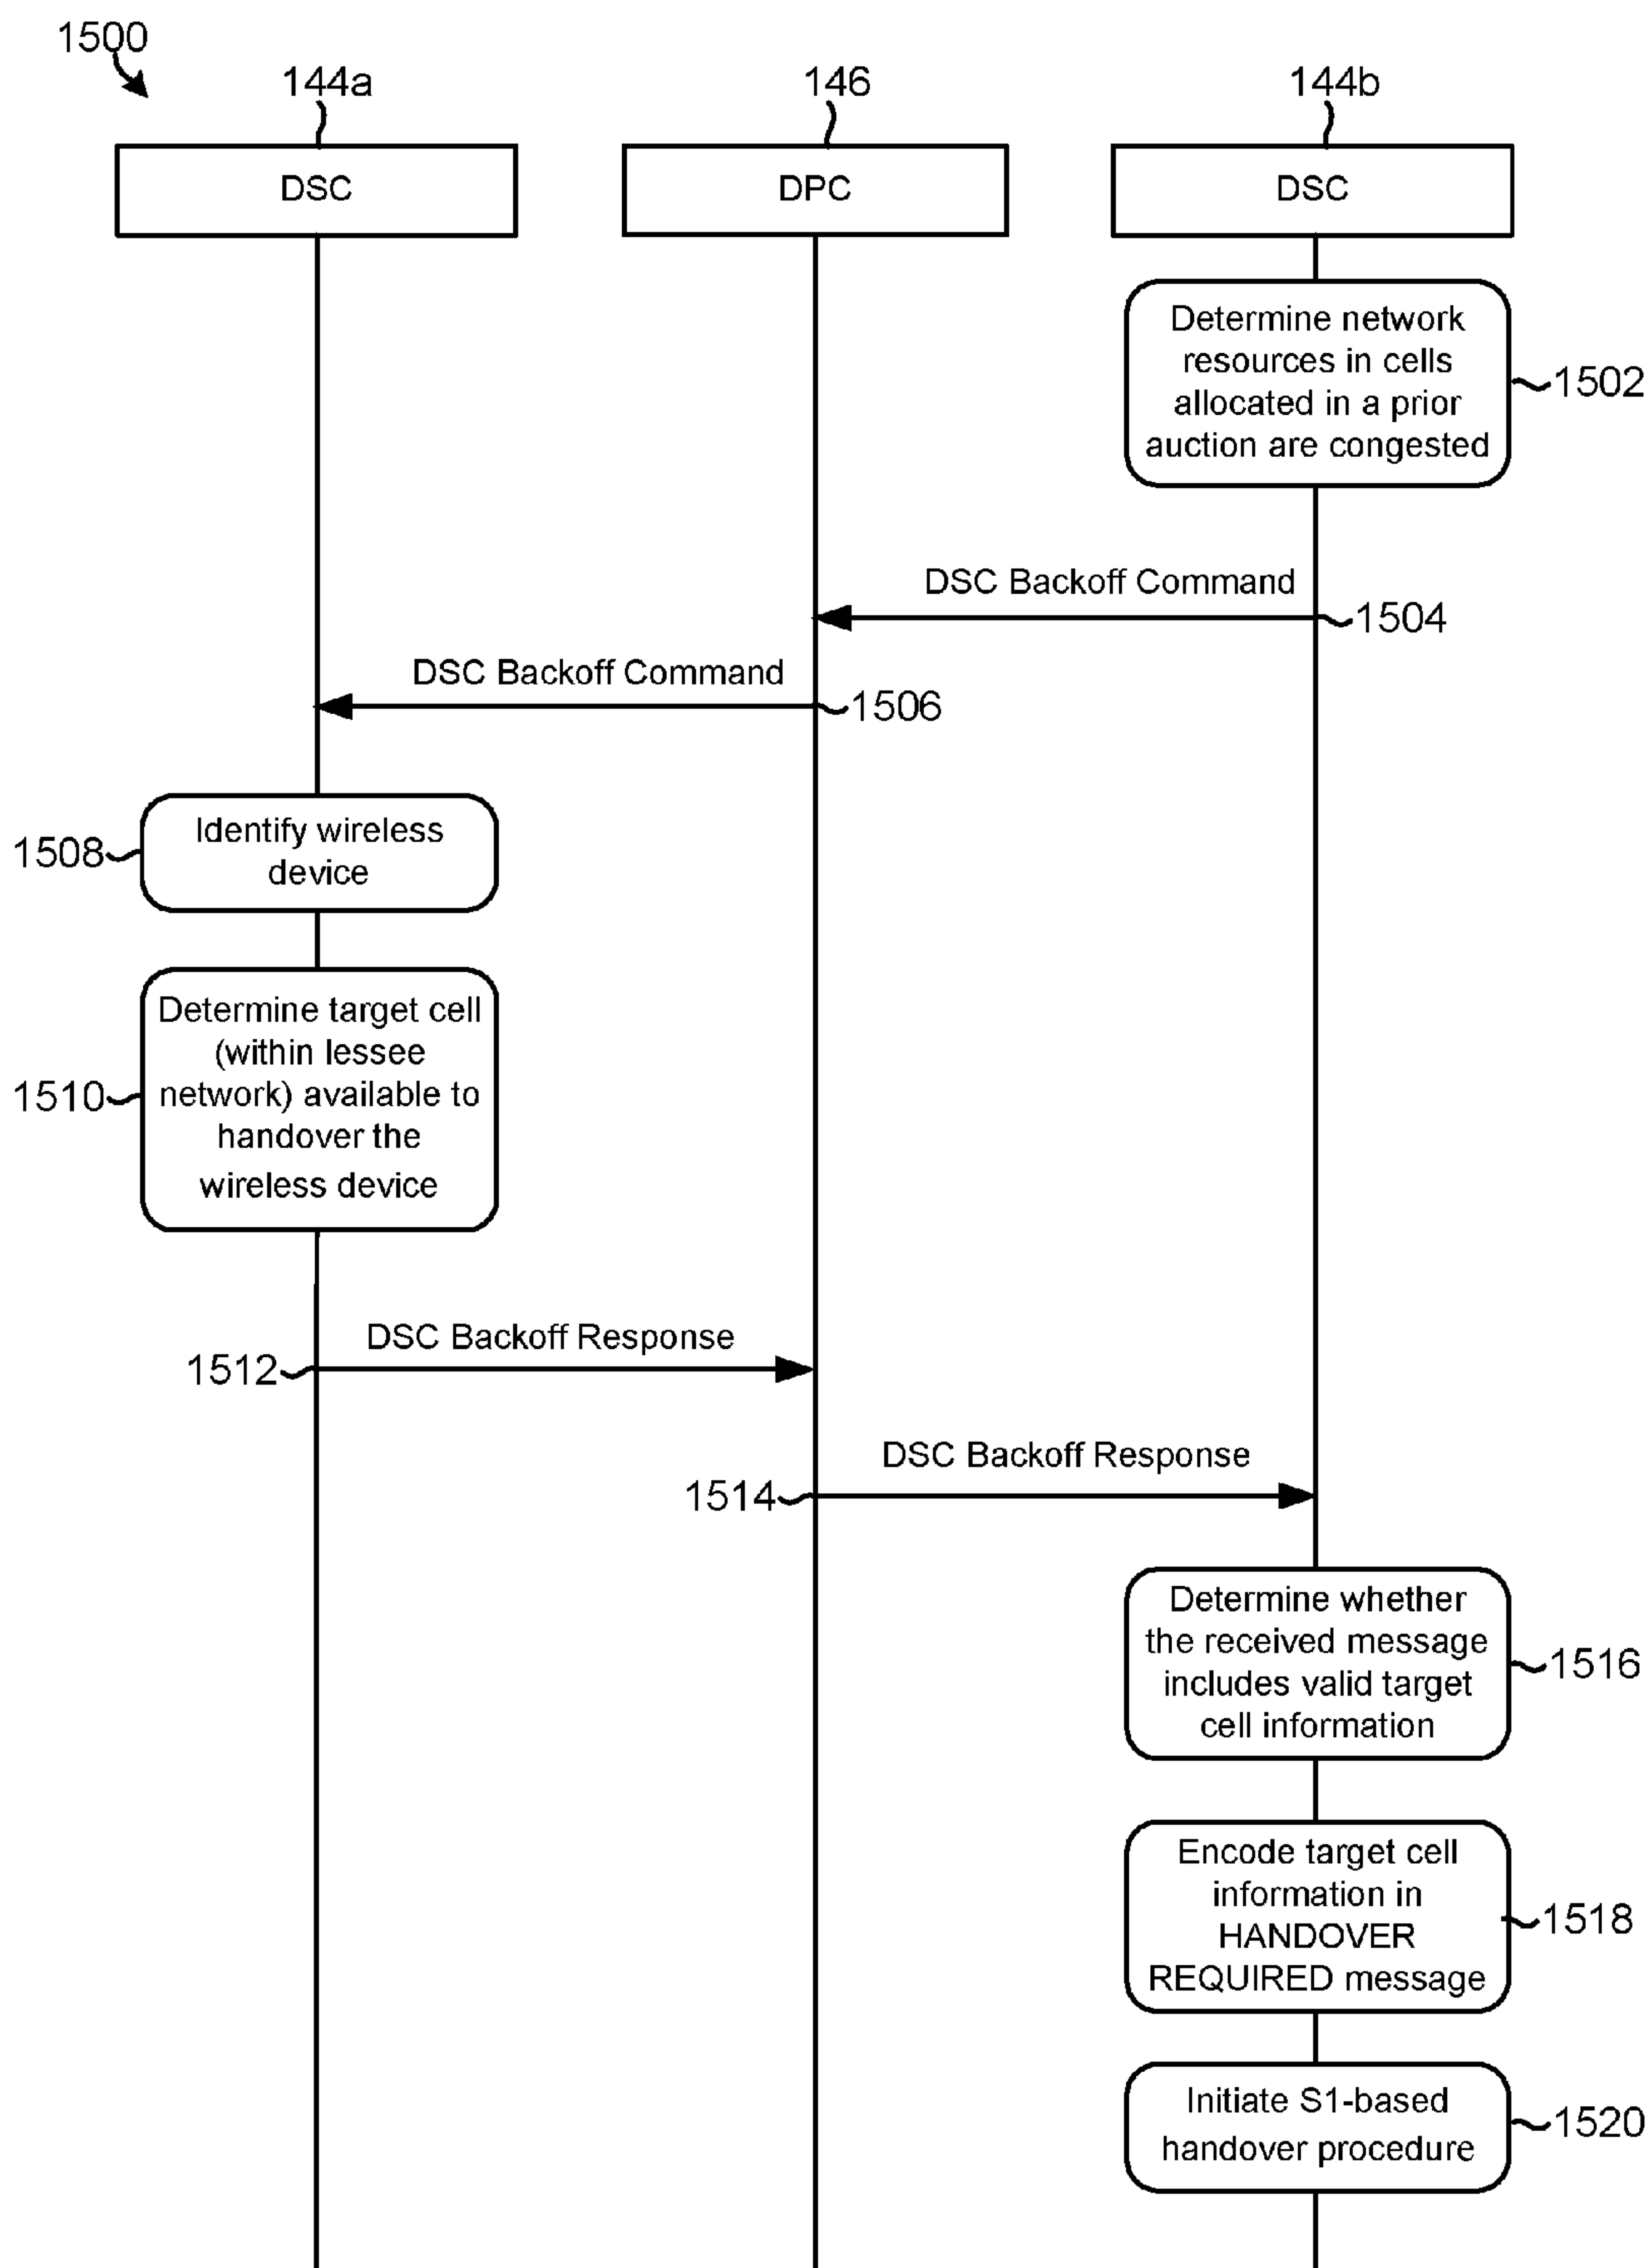 1500
144a
146
144b
DSC
DPC
DSC
Determine network
resources in cells
allocated in a prior
auction are congested
1502
DSC Backoff Command
1504
DSC Backoff Command
1506
1508
Identify wireless
device
1510
Determine target cell
(within lessee
network) available to
handover the
wireless device
DSC Backoff Response
1512
DSC Backoff Response
1514
Determine whether
the received message
includes valid target
cell information
1516
Encode target cell
information in
HANDOVER
REQUIRED message
1518
Initiate S1-based
handover procedure
1520